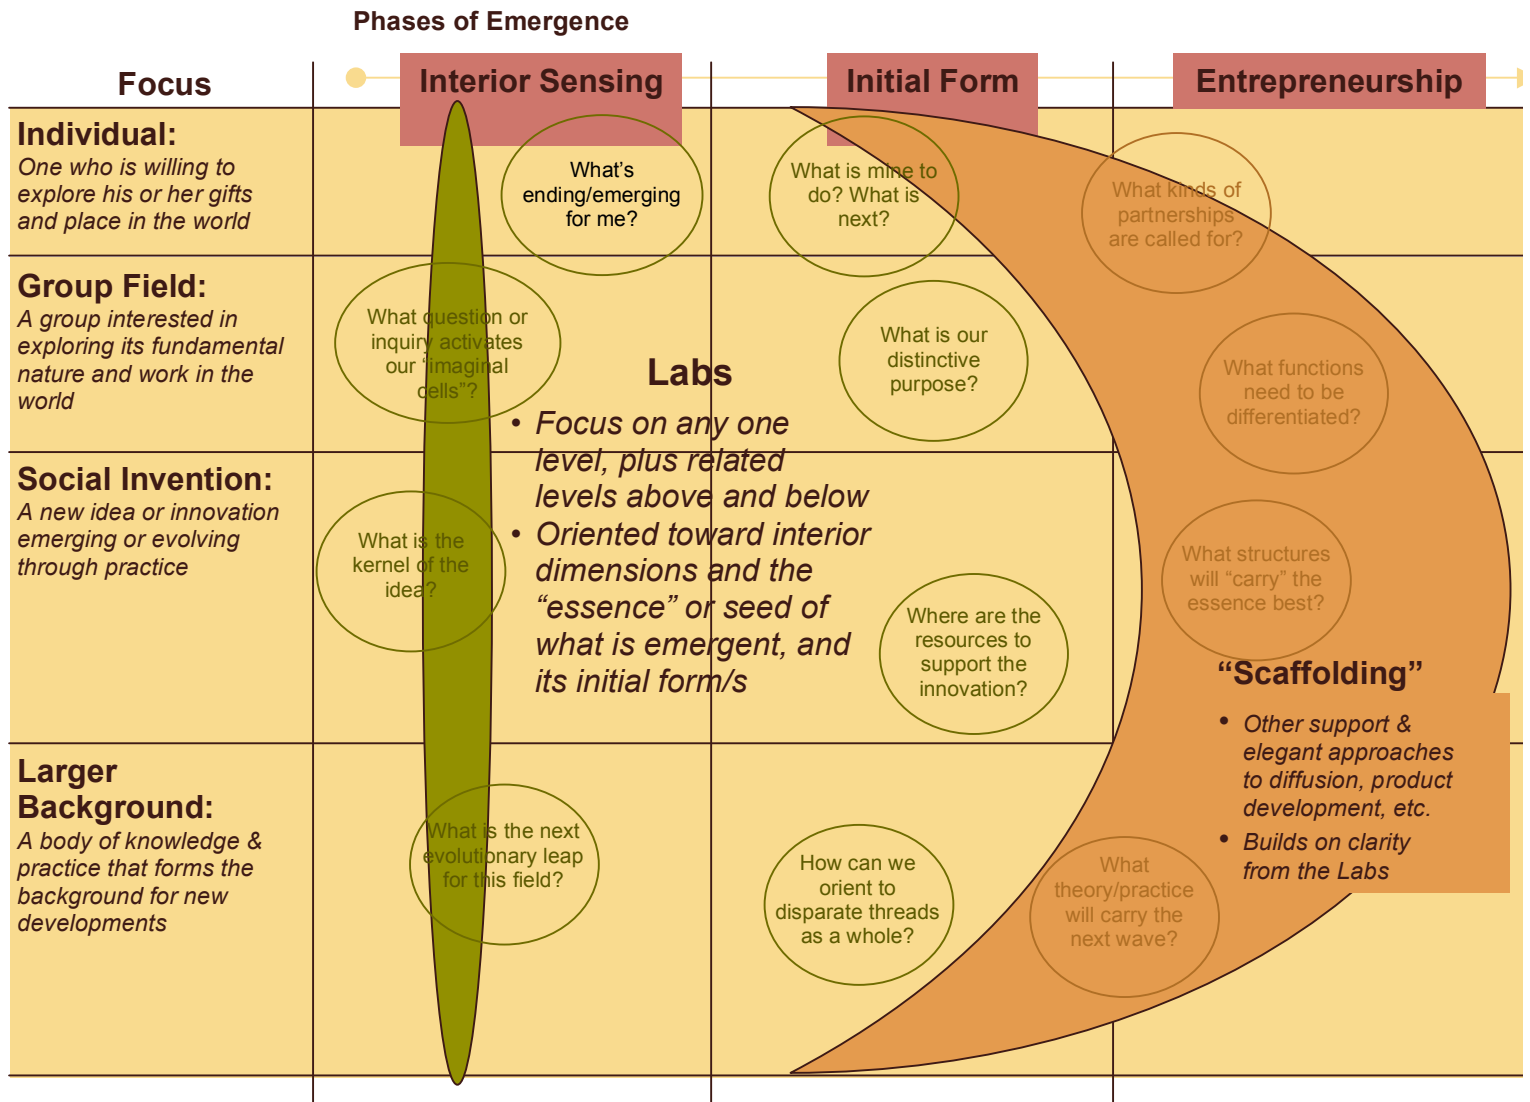 Phases of Emergence
Focus
Interior Sensing
Initial Form
Entrepreneurship
Individual:
One who is willing to
explore his or her gifts
and place in the world
What’s
ending/emerging
for me?
What is mine to
do? What is
next?
What kinds of
partnerships
are called for?
Group Field:
A group interested in
exploring its fundamental
nature and work in the
world
What question or
inquiry activates
our “imaginal
cells”?
What is our
distinctive
purpose?
What functions
need to be
differentiated?
Labs
• Focus on any one
level, plus related
levels above and below
• Oriented toward interior
dimensions and the
“essence” or seed of
what is emergent, and
its initial form/s
Social Invention:
A new idea or innovation
emerging or evolving
through practice
What is the
kernel of the
idea?
Where are the
resources to
support the
innovation?
What structures
will “carry” the
essence best?
“Scaffolding”
• Other support &
elegant approaches
to diffusion, product
development, etc.
• Builds on clarity
from the Labs
Larger
Background:
A body of knowledge &
practice that forms the
background for new
developments
What is the next
evolutionary leap
for this field?
How can we
orient to
disparate threads
as a whole?
What
theory/practice
will carry the
next wave?